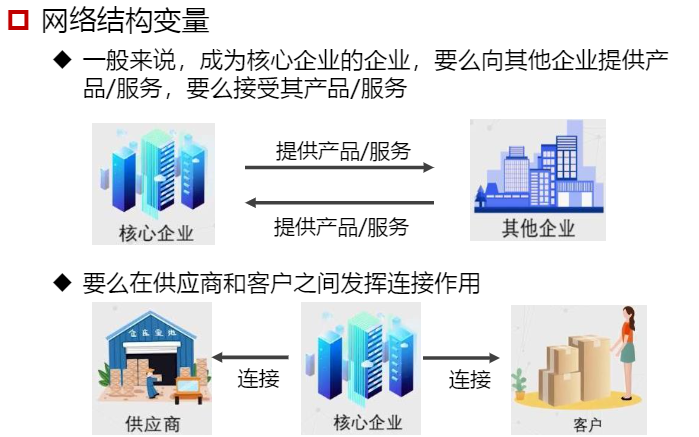 网络结构变量
一般来说，成为核心企业的企业，要么向其他企业提供产
品/服务，要么接受其产品/服务
提供产品/服务
提供产品/服务
核心企业
其他企业
要么在供应商和客户之间发挥连接作用
连接
连接
供应商
核心企业
客户